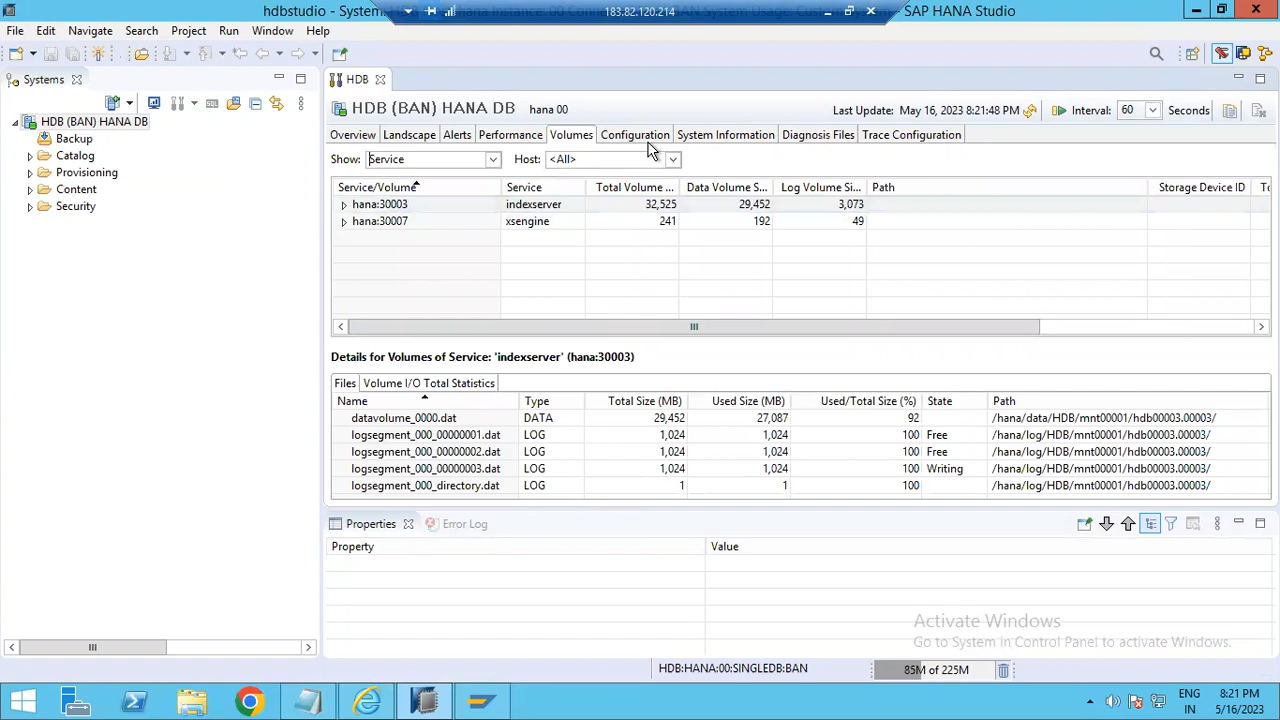 hdbstudio - System: HDB
hana Instance: 00 Conne
183.82.120.214
AN System Usage: Custo
SAP HANA Studio
File Edit Navigate Search Project Run Window Help
Systems
HDB
HDB (BAN) HANA DB hana 00
Last Update: May 16, 2023 8:21:48 PM
Interval: 60 Seconds
HDB (BAN) HANA DB
Backup
Catalog
Provisioning
Content
Security
Overview Landscape Alerts Performance Volumes Configuration System Information Diagnosis Files Trace Configuration
Show: Service Host: <All>
Service/Volume Service Total Volume ... Data Volume S... Log Volume Si... Path Storage Device ID To
hana:30003 indexserver 32,525 29,452 3,073
hana:30007 xsengine 241 192 49
Details for Volumes of Service: 'indexserver' (hana:30003)
Files Volume I/O Total Statistics
Name Type Total Size (MB) Used Size (MB) Used/Total Size (%) State Path
datavolume_0000.dat DATA 29,452 27,087 92 /hana/data/HDB/mnt00001/hdb00003.00003/
logsegment_000_00000001.dat LOG 1,024 1,024 100 Free /hana/log/HDB/mnt00001/hdb00003.00003/
logsegment_000_00000002.dat LOG 1,024 1,024 100 Free /hana/log/HDB/mnt00001/hdb00003.00003/
logsegment_000_00000003.dat LOG 1,024 1,024 100 Writing /hana/log/HDB/mnt00001/hdb00003.00003/
logsegment_000_directory.dat LOG 1 1 100 /hana/log/HDB/mnt00001/hdb00003.00003/
Properties Error Log
Property Value
Activate Windows
Go to System in Control Panel to activate Windows.
HDB:HANA:00:SINGLEDB:BAN
85M of 225M
ENG 8:21 PM
IN 5/16/2023